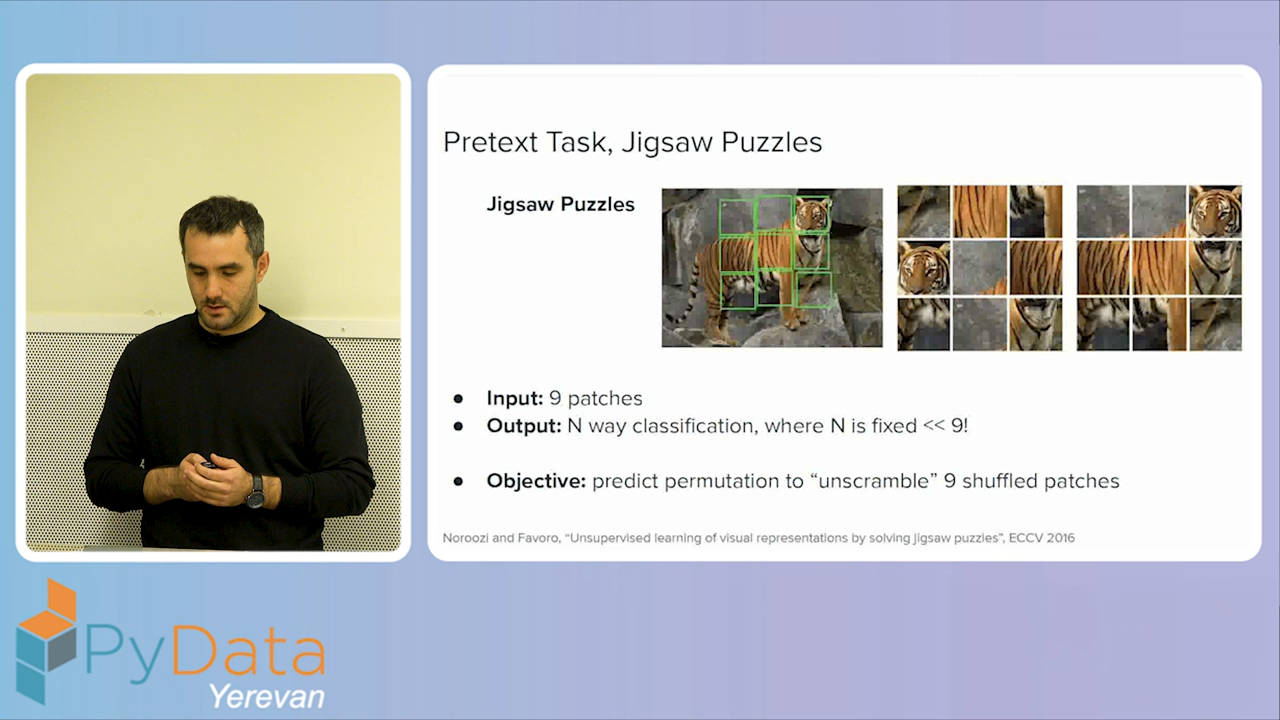 Pretext Task, Jigsaw Puzzles
Jigsaw Puzzles
Input: 9 patches
Output: N way classification, where N is fixed << 9!
Objective: predict permutation to “unscramble” 9 shuffled patches
Noroozi and Favoro, “Unsupervised learning of visual representations by solving jigsaw puzzles”, ECCV 2016
PyData
Yerevan